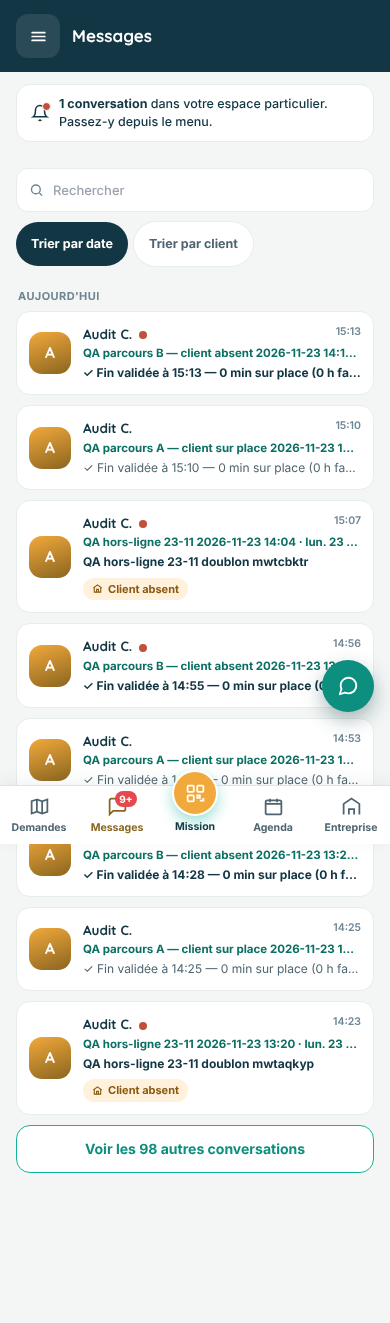 Messages
1 conversation dans votre espace particulier.
Passez-y depuis le menu.
Rechercher
Trier par date
Trier par client
AUJOURD'HUI
A
Audit C.
15:13
QA parcours B — client absent 2026-11-23 14:1...
✓ Fin validée à 15:13 — 0 min sur place (0 h fa...
A
Audit C.
15:10
QA parcours A — client sur place 2026-11-23 1...
✓ Fin validée à 15:10 — 0 min sur place (0 h fa...
A
Audit C.
15:07
QA hors-ligne 23-11 2026-11-23 14:04 · lun. 23 ...
QA hors-ligne 23-11 doublon mwtcbktr
Client absent
A
Audit C.
14:56
QA parcours B — client absent 2026-11-23
✓ Fin validée à 14:55 — 0 min sur place
A
Audit C.
14:53
QA parcours A — client sur place 2026-11-23 1...
✓ Fin validée à
0 min sur place (0 h fa...
Demandes
9+
Messages
Mission
Agenda
Entreprise
QA parcours B — client absent 2026-11-23 13:2...
✓ Fin validée à 14:28 — 0 min sur place (0 h f...
A
Audit C.
14:25
QA parcours A — client sur place 2026-11-23 1...
✓ Fin validée à 14:25 — 0 min sur place (0 h fa...
A
Audit C.
14:23
QA hors-ligne 23-11 2026-11-23 13:20 · lun. 23 ...
QA hors-ligne 23-11 doublon mwtaqkyp
Client absent
Voir les 98 autres conversations